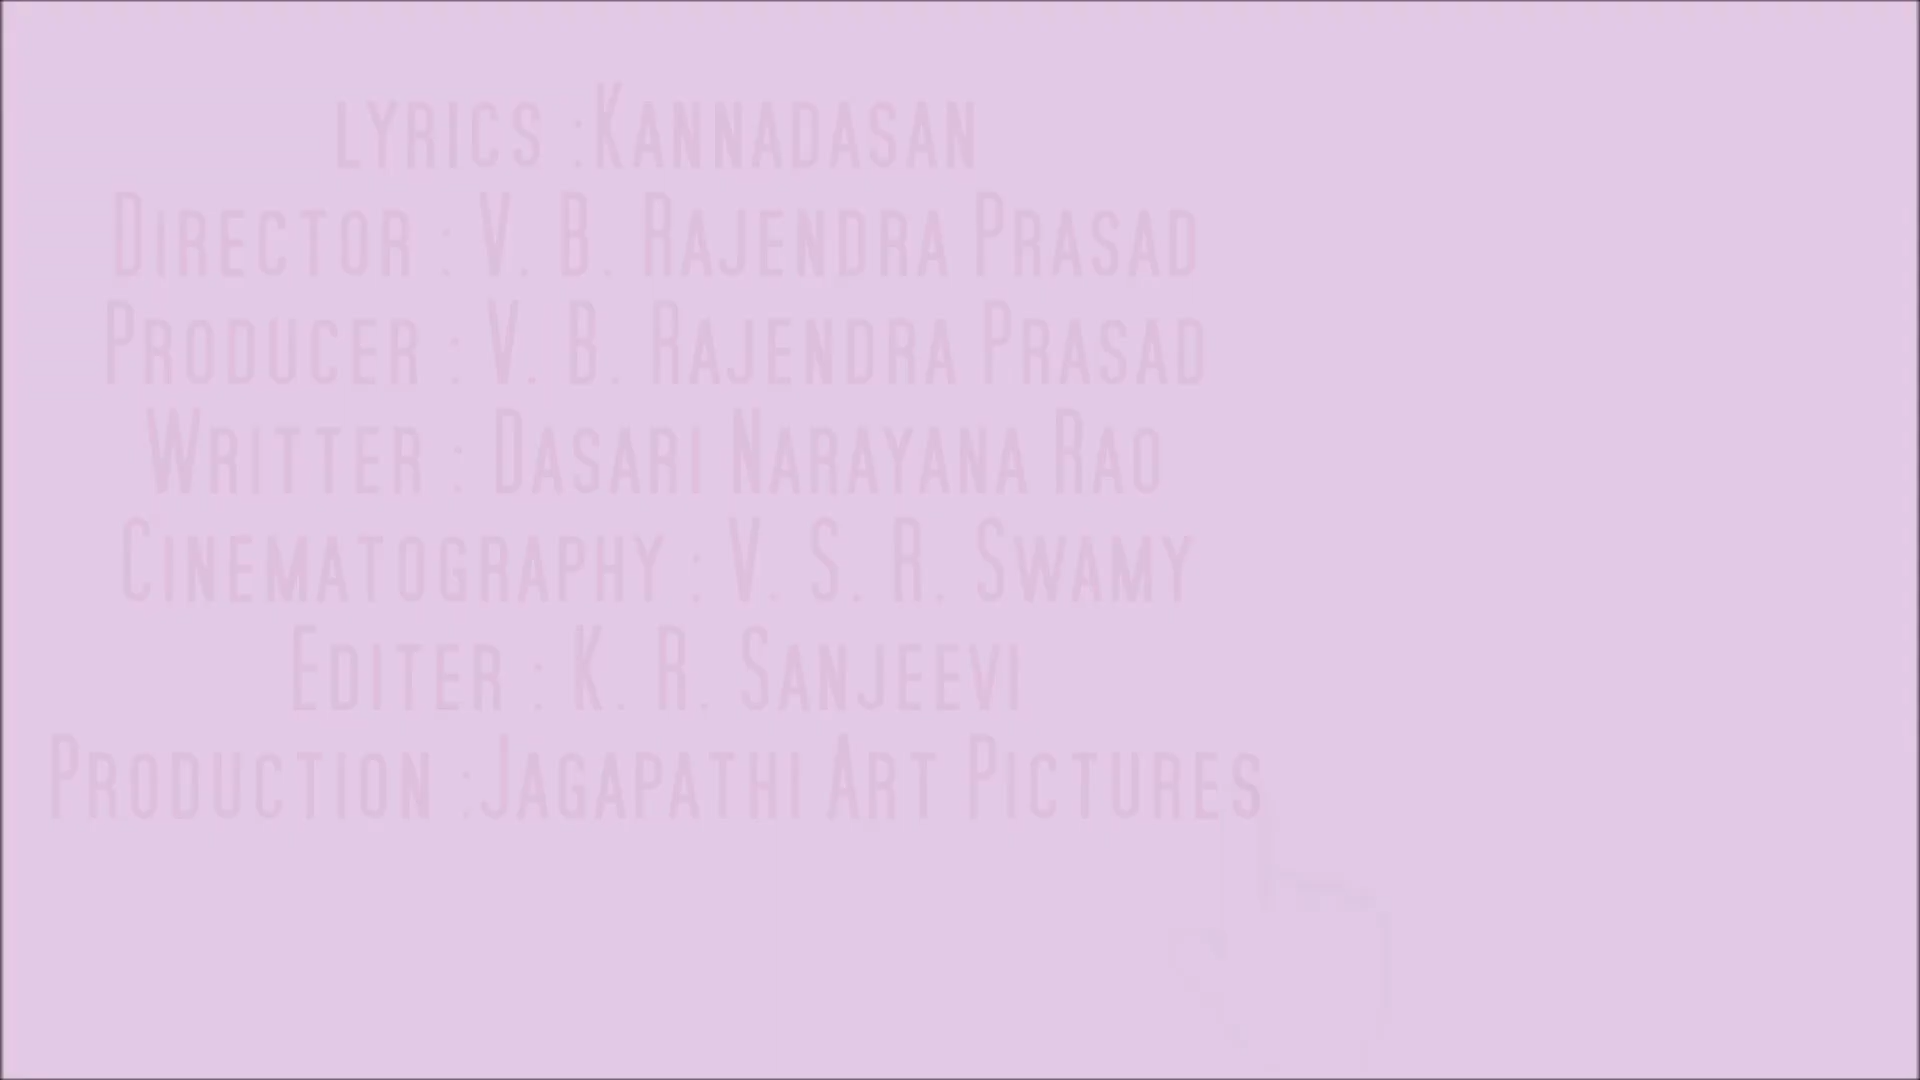 LYRICS :KANNADASAN
DIRECTOR : V. B. RAJENDRA PRASAD
PRODUCER : V. B. RAJENDRA PRASAD
WRITTER : DASARI NARAYANA RAO
CINEMATOGRAPHY : V. S. R. SWAMY
EDITER : K. R. SANJEEVI
PRODUCTION :JAGAPATHI ART PICTURES